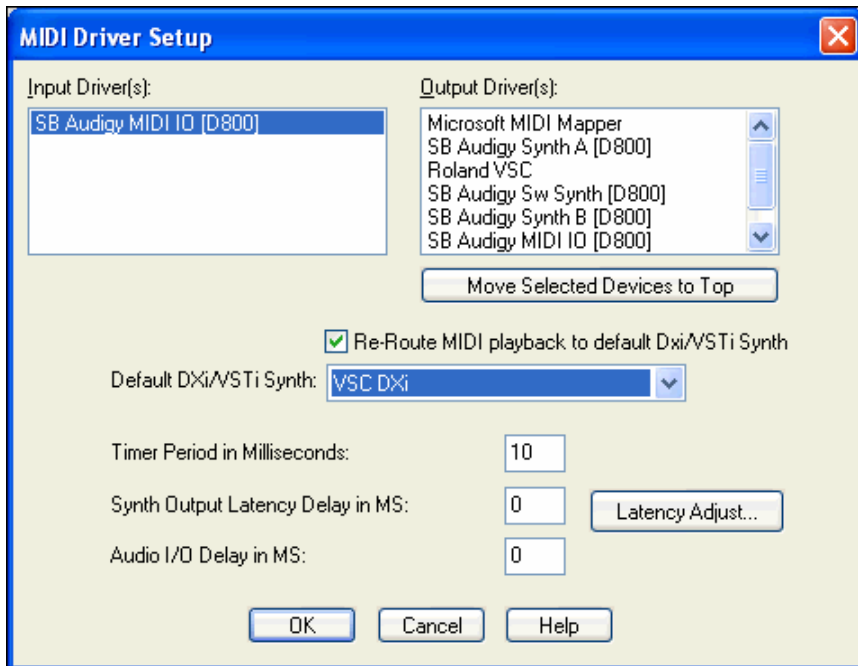 MIDI Driver Setup
Input Driver(s):
SB Audigy MIDI IO [D800]
Output Driver(s):
Microsoft MIDI Mapper
SB Audigy Synth A [D800]
Roland VSC
SB Audigy Sw Synth [D800]
SB Audigy Synth B [D800]
SB Audigy MIDI IO [D800]
Move Selected Devices to Top
Re-Route MIDI playback to default Dxi/VSTi Synth
Default DXi/VSTi Synth: VSC DXi
Timer Period in Milliseconds: 10
Synth Output Latency Delay in MS: 0 Latency Adjust...
Audio I/O Delay in MS: 0
OK Cancel Help